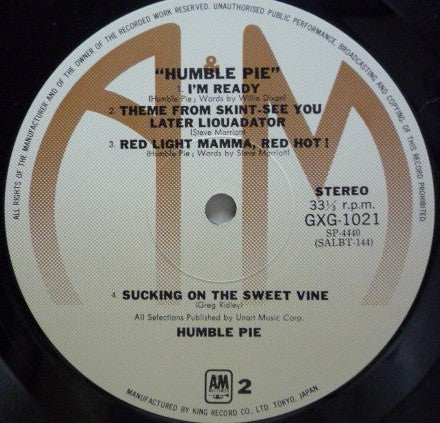 ALL RIGHTS OF THE MANUFACTURER AND OF THE OWNER OF THE RECORDED WORK RESERVED. UNAUTHORISED PUBLIC PERFORMANCE, BROADCASTING AND COPYING OF THIS RECORD PROHIBITED
A&M
"HUMBLE PIE"
1. I'M READY
(Humble Pie; Words by Willie Dixon)
2. THEME FROM SKINT-SEE YOU
LATER LIQUADATOR
(Steve Marriott)
3. RED LIGHT MAMMA, RED HOT!
(Humble Pie; Words by Steve Marriott)
STEREO
33⅓ r.p.m.
GXG-1021
SP-4440
(SALBT-144)
4. SUCKING ON THE SWEET VINE
(Greg Ridley)
All Selections Published by Unart Music Corp.
HUMBLE PIE
AM
RECORDS
2
MANUFACTURED BY KING RECORD CO. LTD. TOKYO, JAPAN